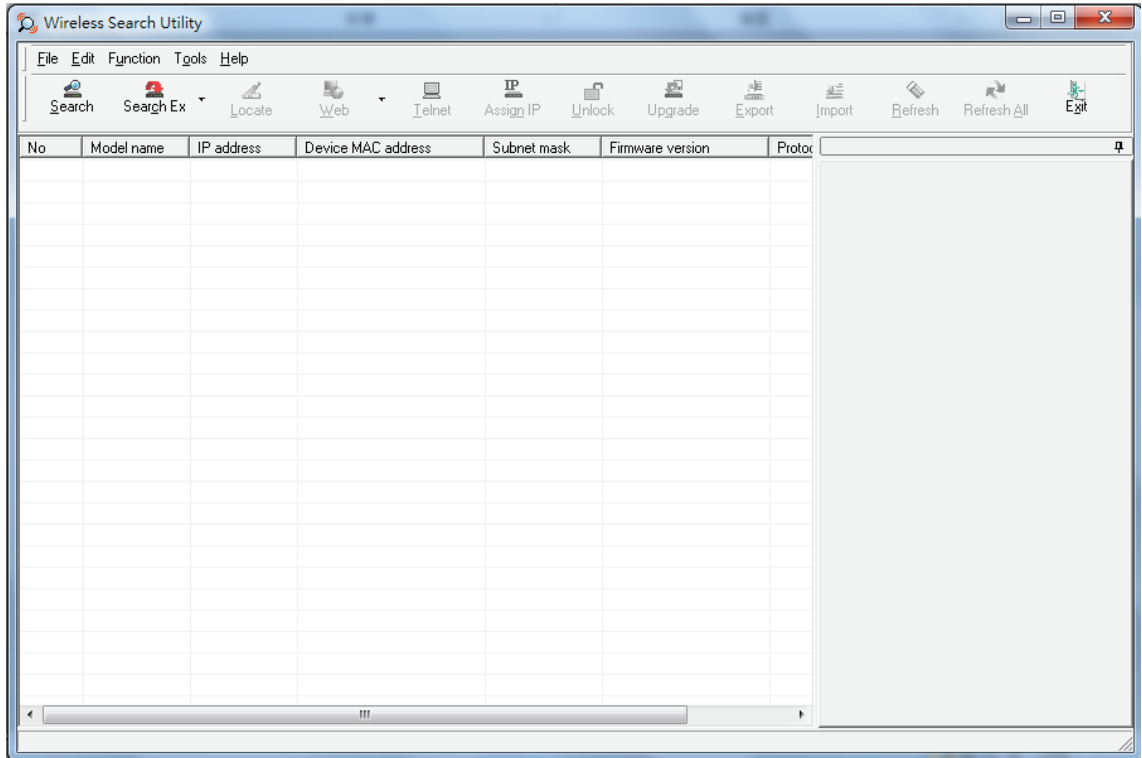 Wireless Search Utility
File Edit Function Tools Help
Search Search Ex Locate Web Telnet Assign IP Unlock Upgrade Export Import Refresh Refresh All Exit
No Model name IP address Device MAC address Subnet mask Firmware version Protoc